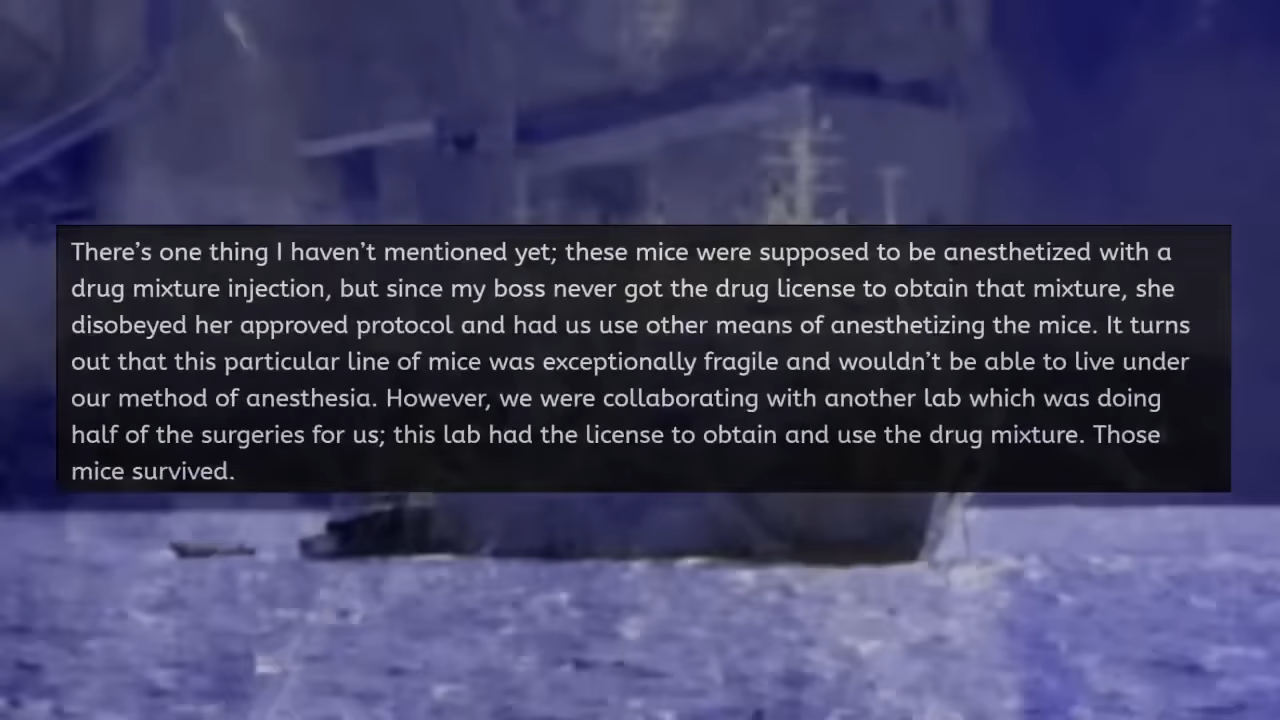 There’s one thing I haven’t mentioned yet; these mice were supposed to be anesthetized with a
drug mixture injection, but since my boss never got the drug license to obtain that mixture, she
disobeyed her approved protocol and had us use other means of anesthetizing the mice. It turns
out that this particular line of mice was exceptionally fragile and wouldn’t be able to live under
our method of anesthesia. However, we were collaborating with another lab which was doing
half of the surgeries for us; this lab had the license to obtain and use the drug mixture. Those
mice survived.